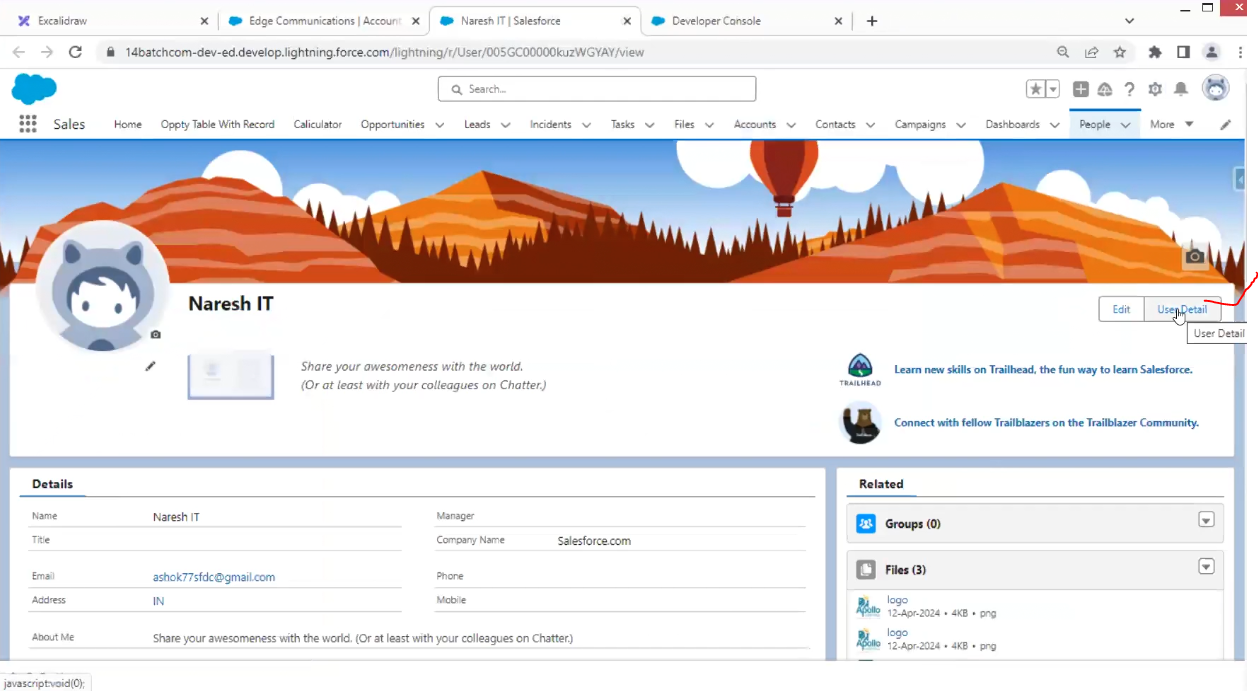 Excalidraw
Edge Communications | Account
Naresh IT | Salesforce
Developer Console
14batchcom-dev-ed.develop.lightning.force.com/lightning/r/User/005GC00000kuzWGYAY/view
Search...
Sales
Home
Oppty Table With Record
Calculator
Opportunities
Leads
Incidents
Tasks
Files
Accounts
Contacts
Campaigns
Dashboards
People
More
Naresh IT
Edit
User Detail
User Detail
Share your awesomeness with the world.
(Or at least with your colleagues on Chatter.)
TRAILHEAD
Learn new skills on Trailhead, the fun way to learn Salesforce.
Connect with fellow Trailblazers on the Trailblazer Community.
Details
Name Naresh IT
Manager
Title
Company Name Salesforce.com
Email ashok77sfdc@gmail.com
Phone
Address IN
Mobile
About Me Share your awesomeness with the world. (Or at least with your colleagues on Chatter.)
Related
Groups (0)
Files (3)
Apollo
logo
12-Apr-2024 • 4KB • png
Apollo
logo
12-Apr-2024 • 4KB • png
javascript:void(0);